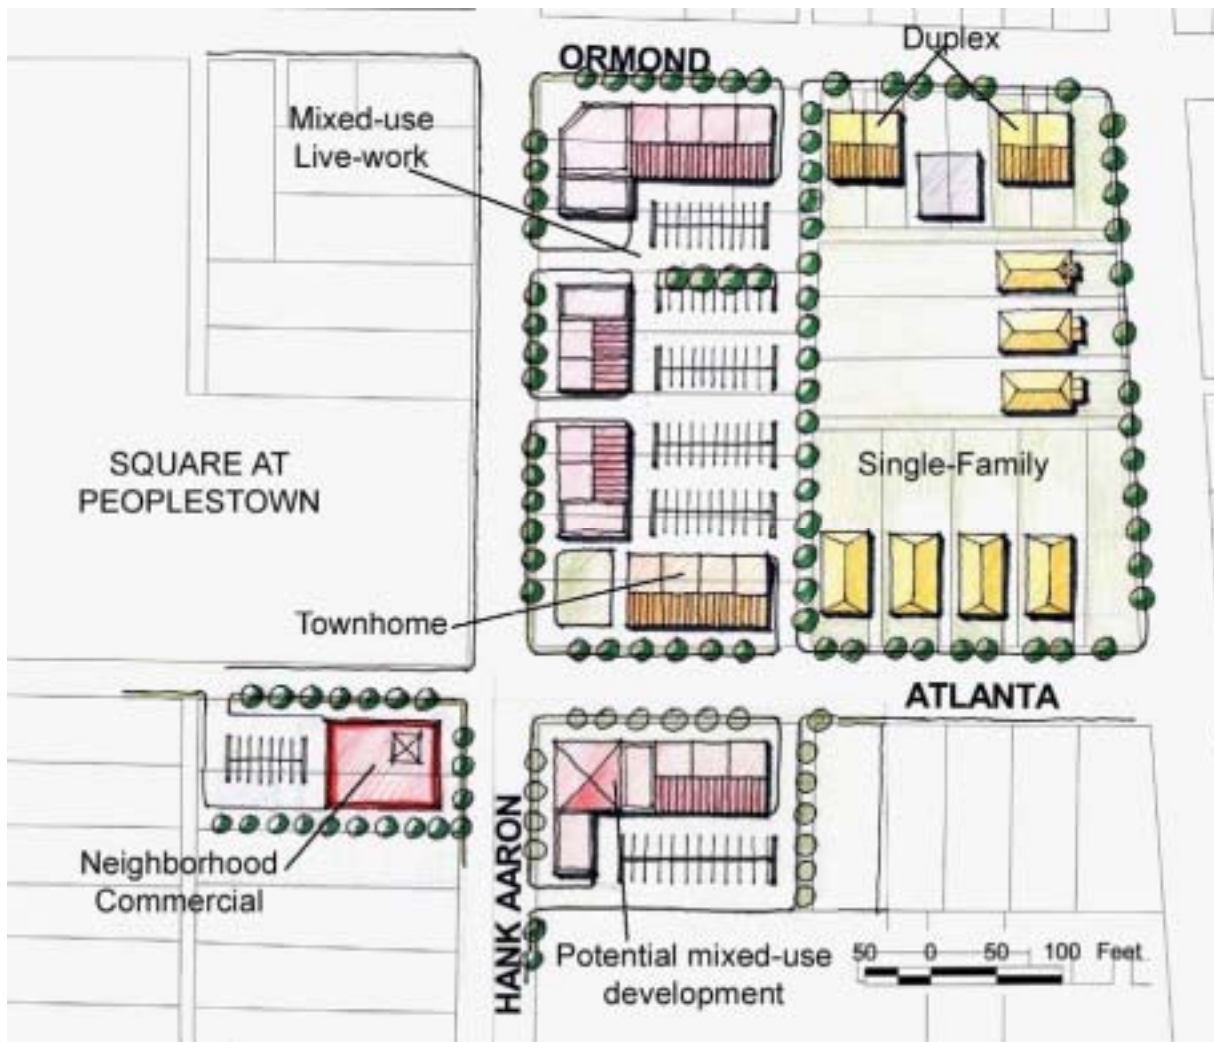 ORMOND
Duplex
Mixed-use
Live-work
SQUARE AT
PEOPLESTOWN
Single-Family
Townhome
ATLANTA
Neighborhood
Commercial
HANK AARON
Potential mixed-use
development
50 0 50 100 Feet